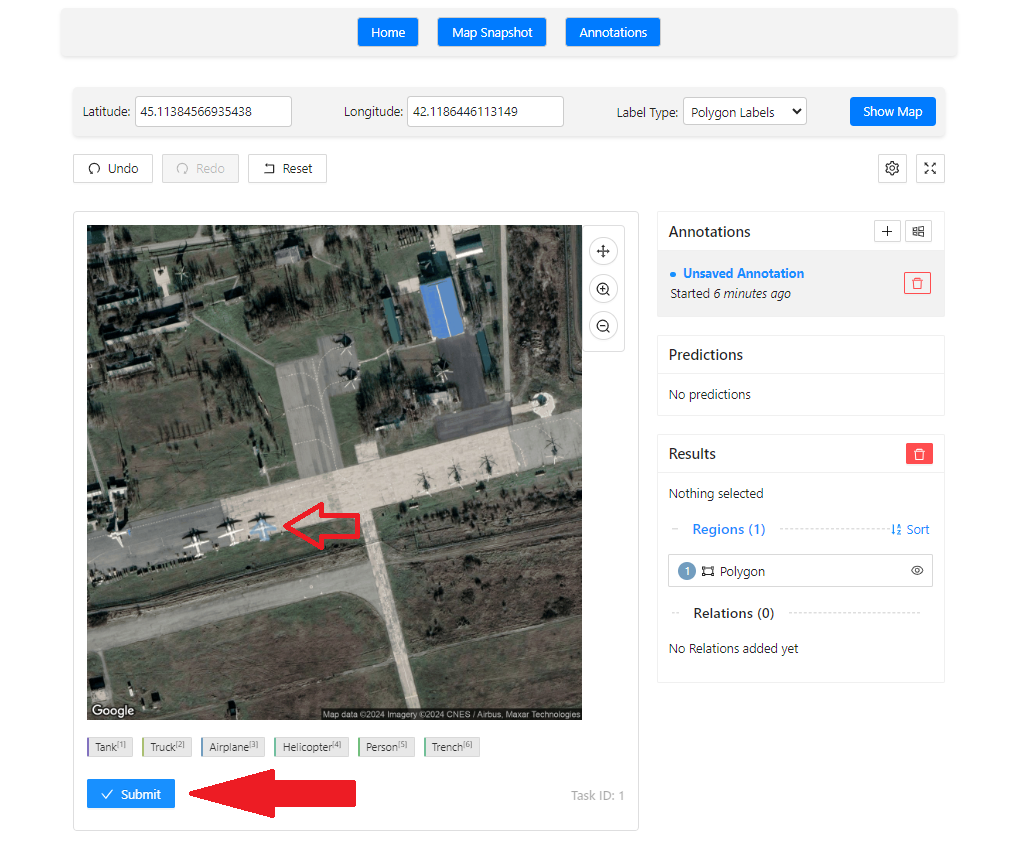 Home Map Snapshot Annotations
Latitude: 45.11384566935438 Longitude: 42.1186446113149 Label Type: Polygon Labels Show Map
Undo Redo Reset
Annotations
Unsaved Annotation
Started 6 minutes ago
Predictions
No predictions
Results
Nothing selected
Regions (1) Sort
1 Polygon
Relations (0)
No Relations added yet
Google
Map data ©2024 Imagery ©2024 CNES / Airbus, Maxar Technologies
Tank[1] Truck[2] Airplane[3] Helicopter[4] Person[5] Trench[6]
Submit
Task ID: 1